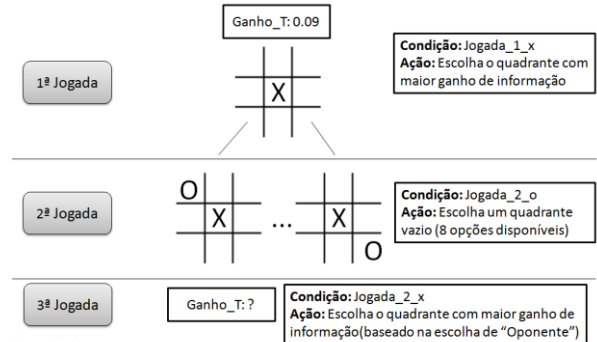 Ganho_T: 0.09
Condição: Jogada_1_x
Ação: Escolha o quadrante com
maior ganho de informação
1ª Jogada
X
2ª Jogada
O
X
...
X
O
Condição: Jogada_2_o
Ação: Escolha um quadrante
vazio (8 opções disponíveis)
3ª Jogada
Ganho_T: ?
Condição: Jogada_2_x
Ação: Escolha o quadrante com maior ganho de
informação(baseado na escolha de “Oponente”)